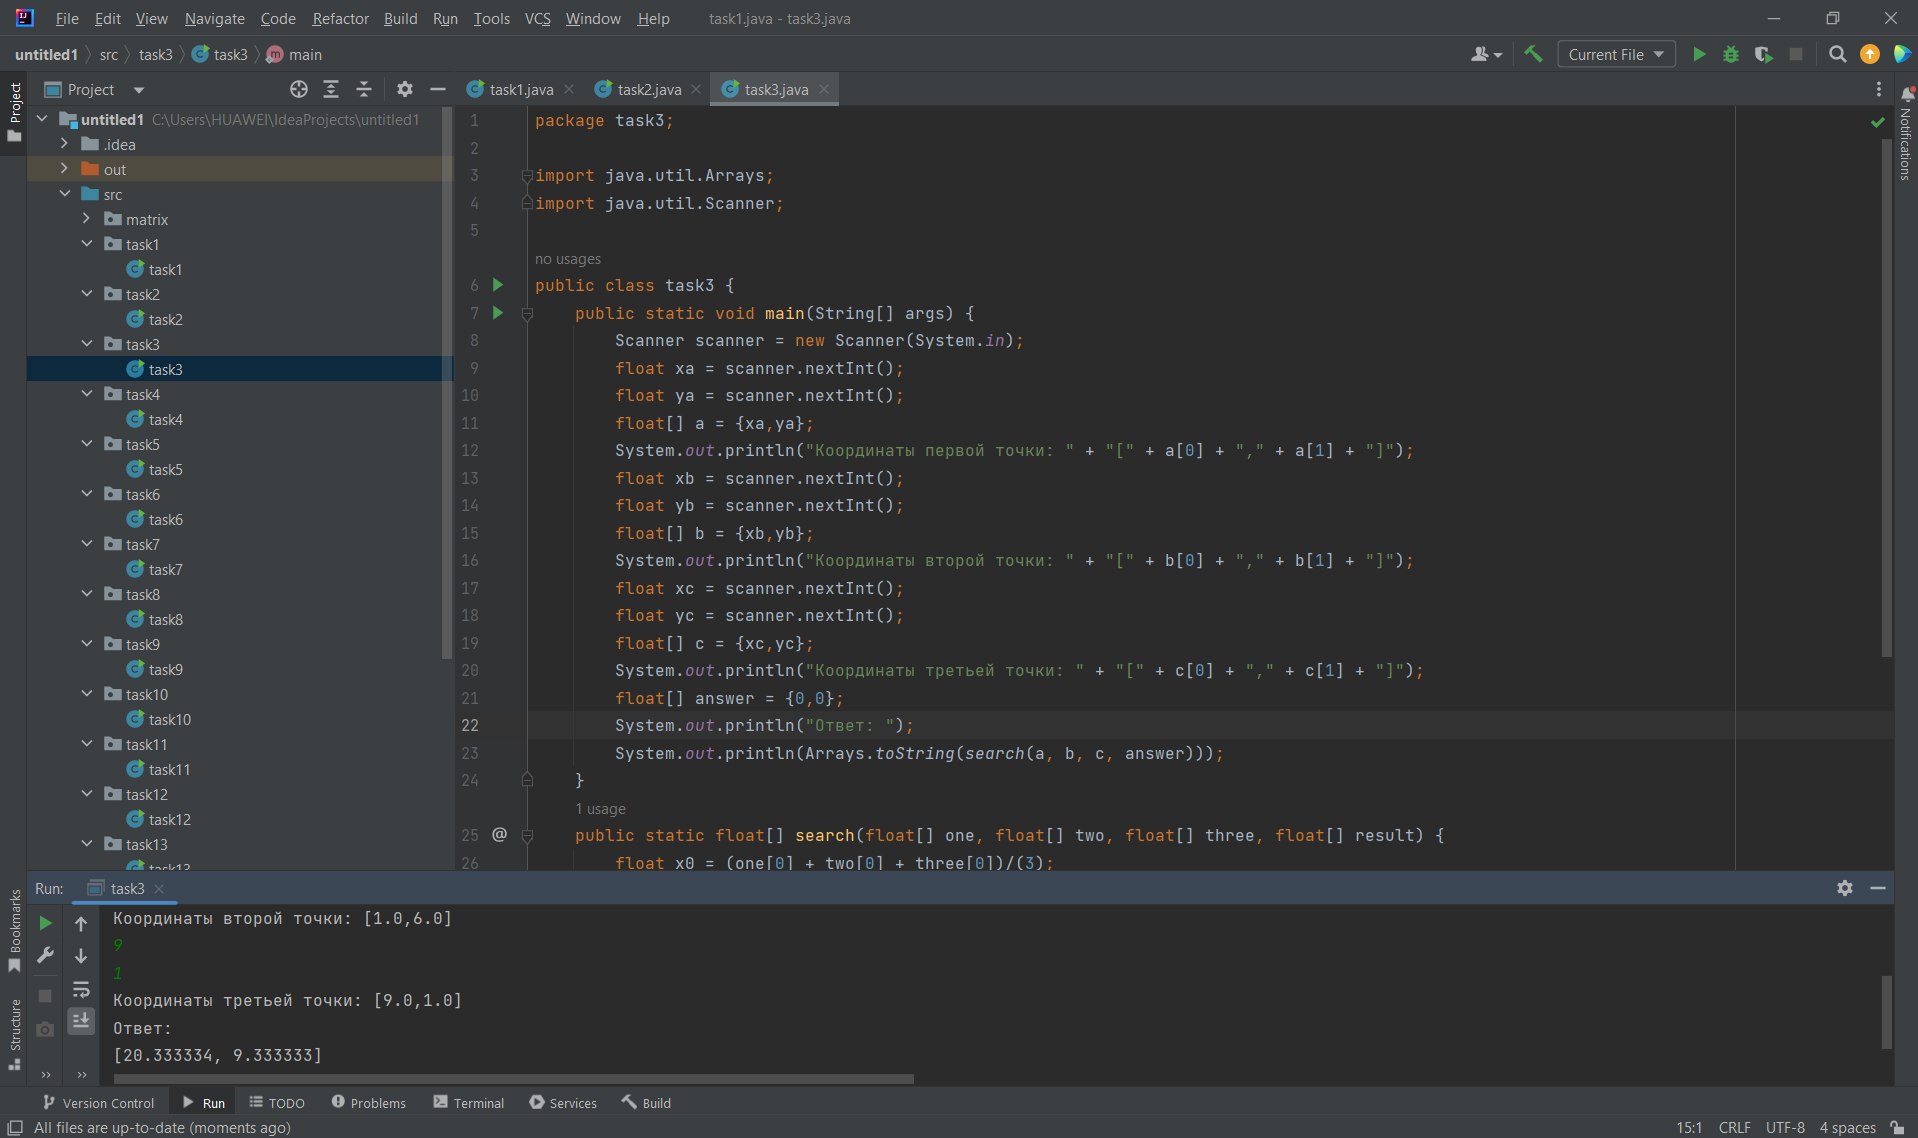 File Edit View Navigate Code Refactor Build Run Tools VCS Window Help task1.java - task3.java
untitled1 src task3 task3 main
Current File
Project
task1.java task2.java task3.java
Project
Notifications
untitled1 C:\Users\HUAWEI\IdeaProjects\untitled1
.idea
out
src
matrix
task1
task1
task2
task2
task3
task3
task4
task4
task5
task5
task6
task6
task7
task7
task8
task8
task9
task9
task10
task10
task11
task11
task12
task12
task13
task13
1 package task3;
2
3 import java.util.Arrays;
4 import java.util.Scanner;
5
no usages
6 public class task3 {
7 public static void main(String[] args) {
8 Scanner scanner = new Scanner(System.in);
9 float xa = scanner.nextInt();
10 float ya = scanner.nextInt();
11 float[] a = {xa,ya};
12 System.out.println("Координаты первой точки: " + "[" + a[0] + "," + a[1] + "]");
13 float xb = scanner.nextInt();
14 float yb = scanner.nextInt();
15 float[] b = {xb,yb};
16 System.out.println("Координаты второй точки: " + "[" + b[0] + "," + b[1] + "]");
17 float xc = scanner.nextInt();
18 float yc = scanner.nextInt();
19 float[] c = {xc,yc};
20 System.out.println("Координаты третьей точки: " + "[" + c[0] + "," + c[1] + "]");
21 float[] answer = {0,0};
22 System.out.println("Ответ: ");
23 System.out.println(Arrays.toString(search(a, b, c, answer)));
24 }
1 usage
25 @ public static float[] search(float[] one, float[] two, float[] three, float[] result) {
26 float x0 = (one[0] + two[0] + three[0])/(3);
Run: task3
Bookmarks
Structure
Координаты второй точки: [1.0,6.0]
9
1
Координаты третьей точки: [9.0,1.0]
Ответ:
[20.333334, 9.333333]
Version Control Run TODO Problems Terminal Services Build
All files are up-to-date (moments ago) 15:1 CRLF UTF-8 4 spaces